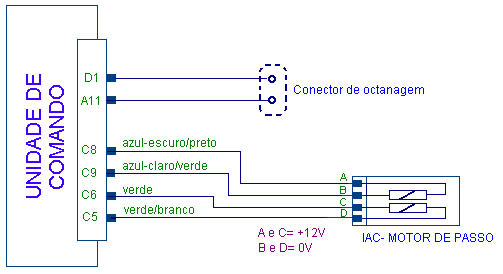 UNIDADE DE
COMANDO
D1
A11
Conector de octanagem
C8
azul-escuro/preto
C9
azul-claro/verde
C6
verde
C5
verde/branco
A
B
C
D
A e C= +12V
B e D= 0V
IAC- MOTOR DE PASSO